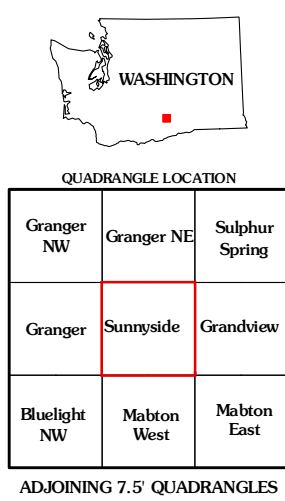 WASHINGTON
QUADRANGLE LOCATION
Granger
NW
Granger NE
Sulphur
Spring
Granger
Sunnyside
Grandview
Bluelight
NW
Mabton
West
Mabton
East
ADJOINING 7.5' QUADRANGLES